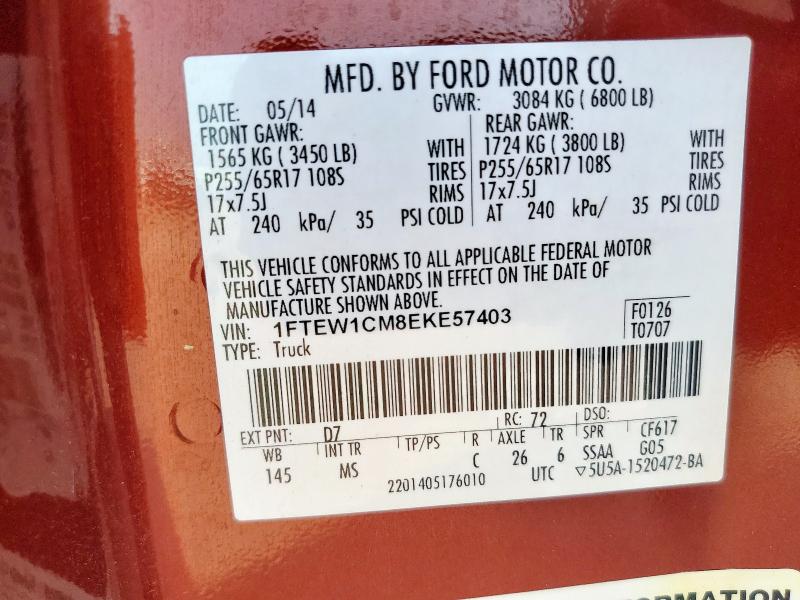 MFD. BY FORD MOTOR CO.
DATE: 05/14 GVWR: 3084 KG ( 6800 LB)
FRONT GAWR: REAR GAWR:
1565 KG ( 3450 LB) WITH 1724 KG ( 3800 LB) WITH
P255/65R17 108S TIRES P255/65R17 108S TIRES
17x7.5J RIMS 17x7.5J RIMS
AT 240 kPa/ 35 PSI COLD AT 240 kPa/ 35 PSI COLD
THIS VEHICLE CONFORMS TO ALL APPLICABLE FEDERAL MOTOR
VEHICLE SAFETY STANDARDS IN EFFECT ON THE DATE OF
MANUFACTURE SHOWN ABOVE.
VIN: 1FTEW1CM8EKE57403 F0126
TYPE: Truck T0707
EXT PNT: D7 RC: 72 DSO:
WB INT TR TP/PS R AXLE TR SPR CF617
145 MS C 26 6 SSAA G05
2201405176010 UTC ▽5U5A-1520472-BA